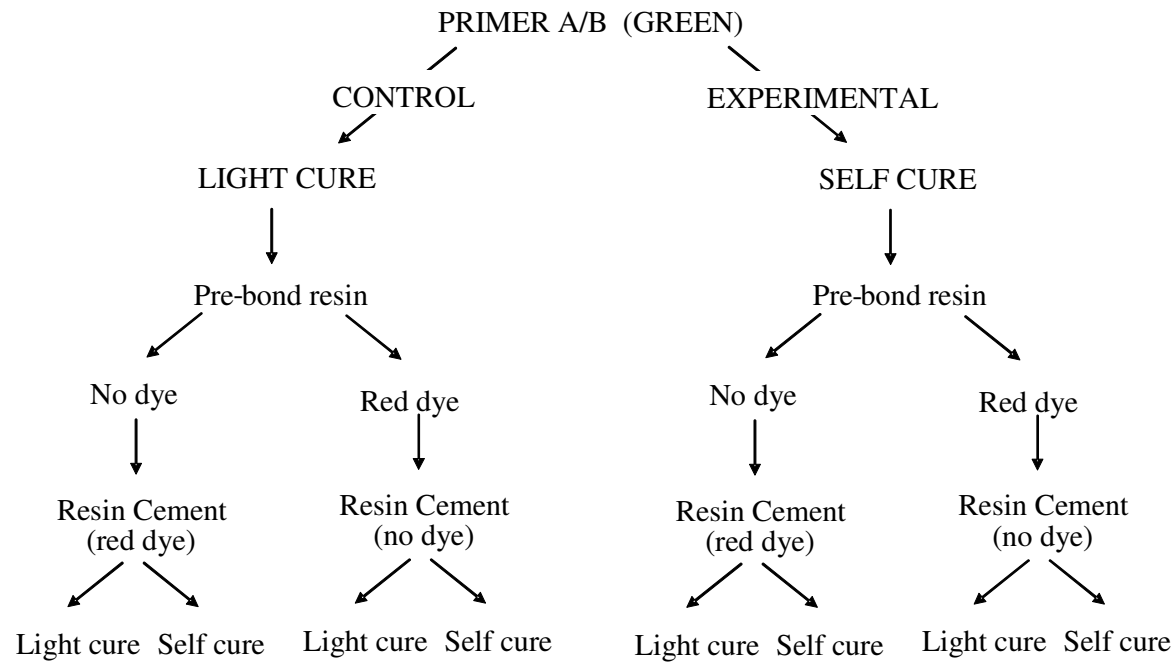 PRIMER A/B (GREEN)
CONTROL
EXPERIMENTAL
LIGHT CURE
SELF CURE
Pre-bond resin
Pre-bond resin
No dye
Red dye
No dye
Red dye
Resin Cement
(red dye)
Resin Cement
(no dye)
Resin Cement
(red dye)
Resin Cement
(no dye)
Light cure Self cure
Light cure Self cure
Light cure Self cure
Light cure Self cure